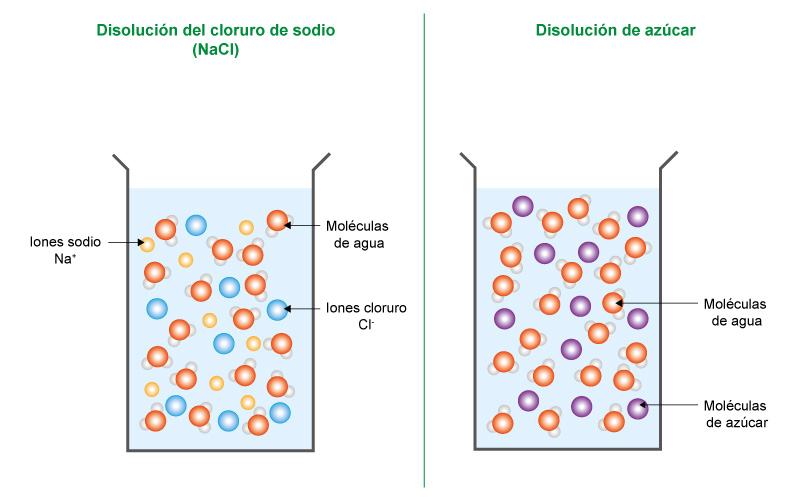 Disolución del cloruro de sodio
(NaCl)
Iones sodio
Na⁺
Moléculas
de agua
Iones cloruro
Cl⁻
Disolución de azúcar
Moléculas
de agua
Moléculas
de azúcar